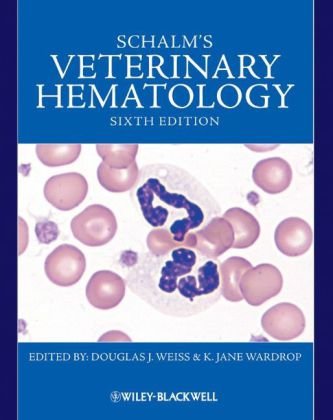 SCHALM'S
VETERINARY
HEMATOLOGY
SIXTH EDITION
EDITED BY: DOUGLAS J. WEISS & K. JANE WARDROP
WILEY-BLACKWELL